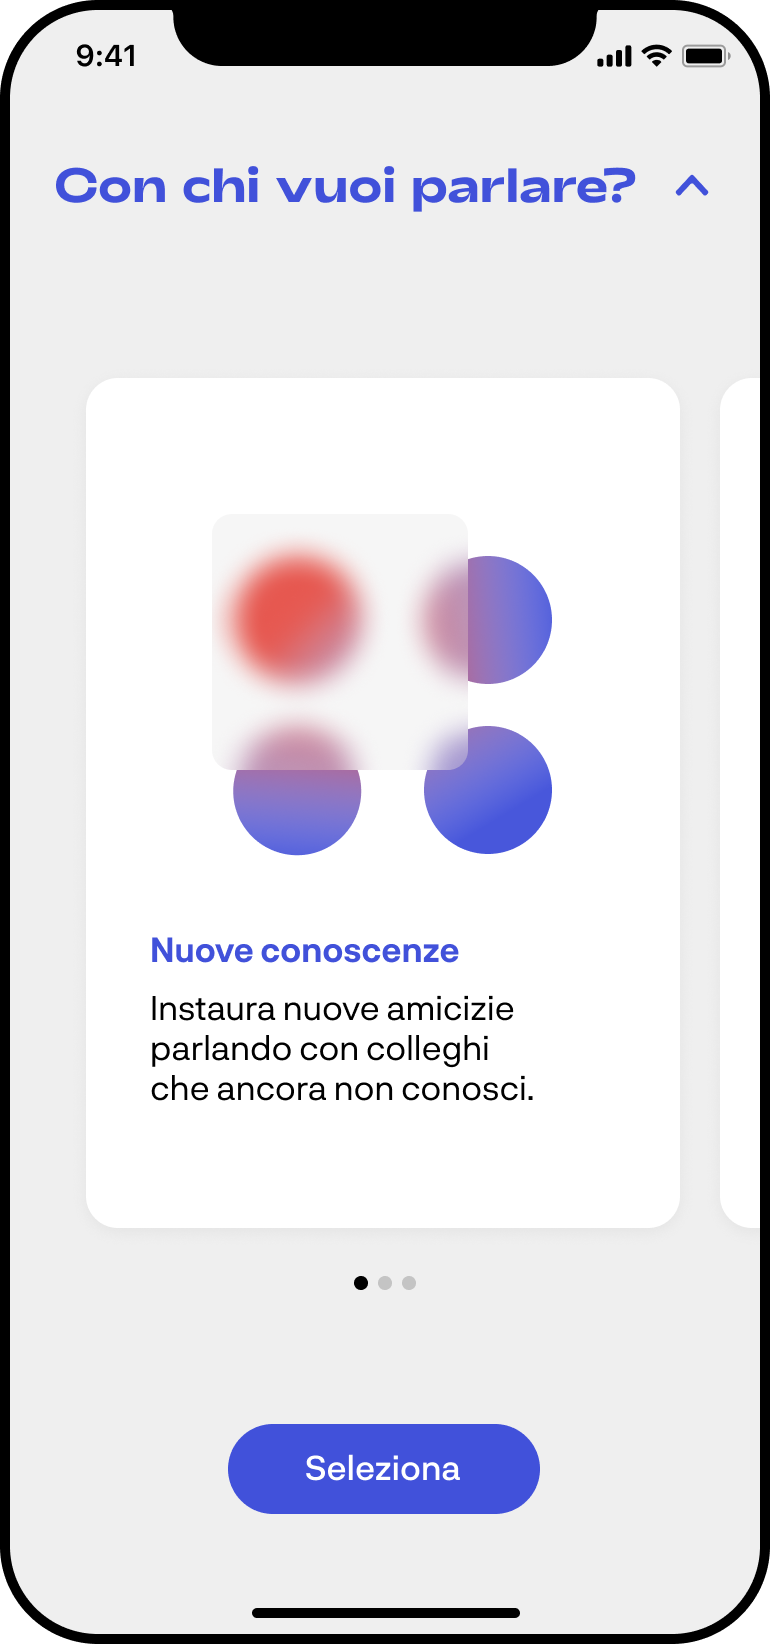 9:41
Con chi vuoi parlare?
Nuove conoscenze
Instaura nuove amicizie
parlando con colleghi
che ancora non conosci.
Seleziona